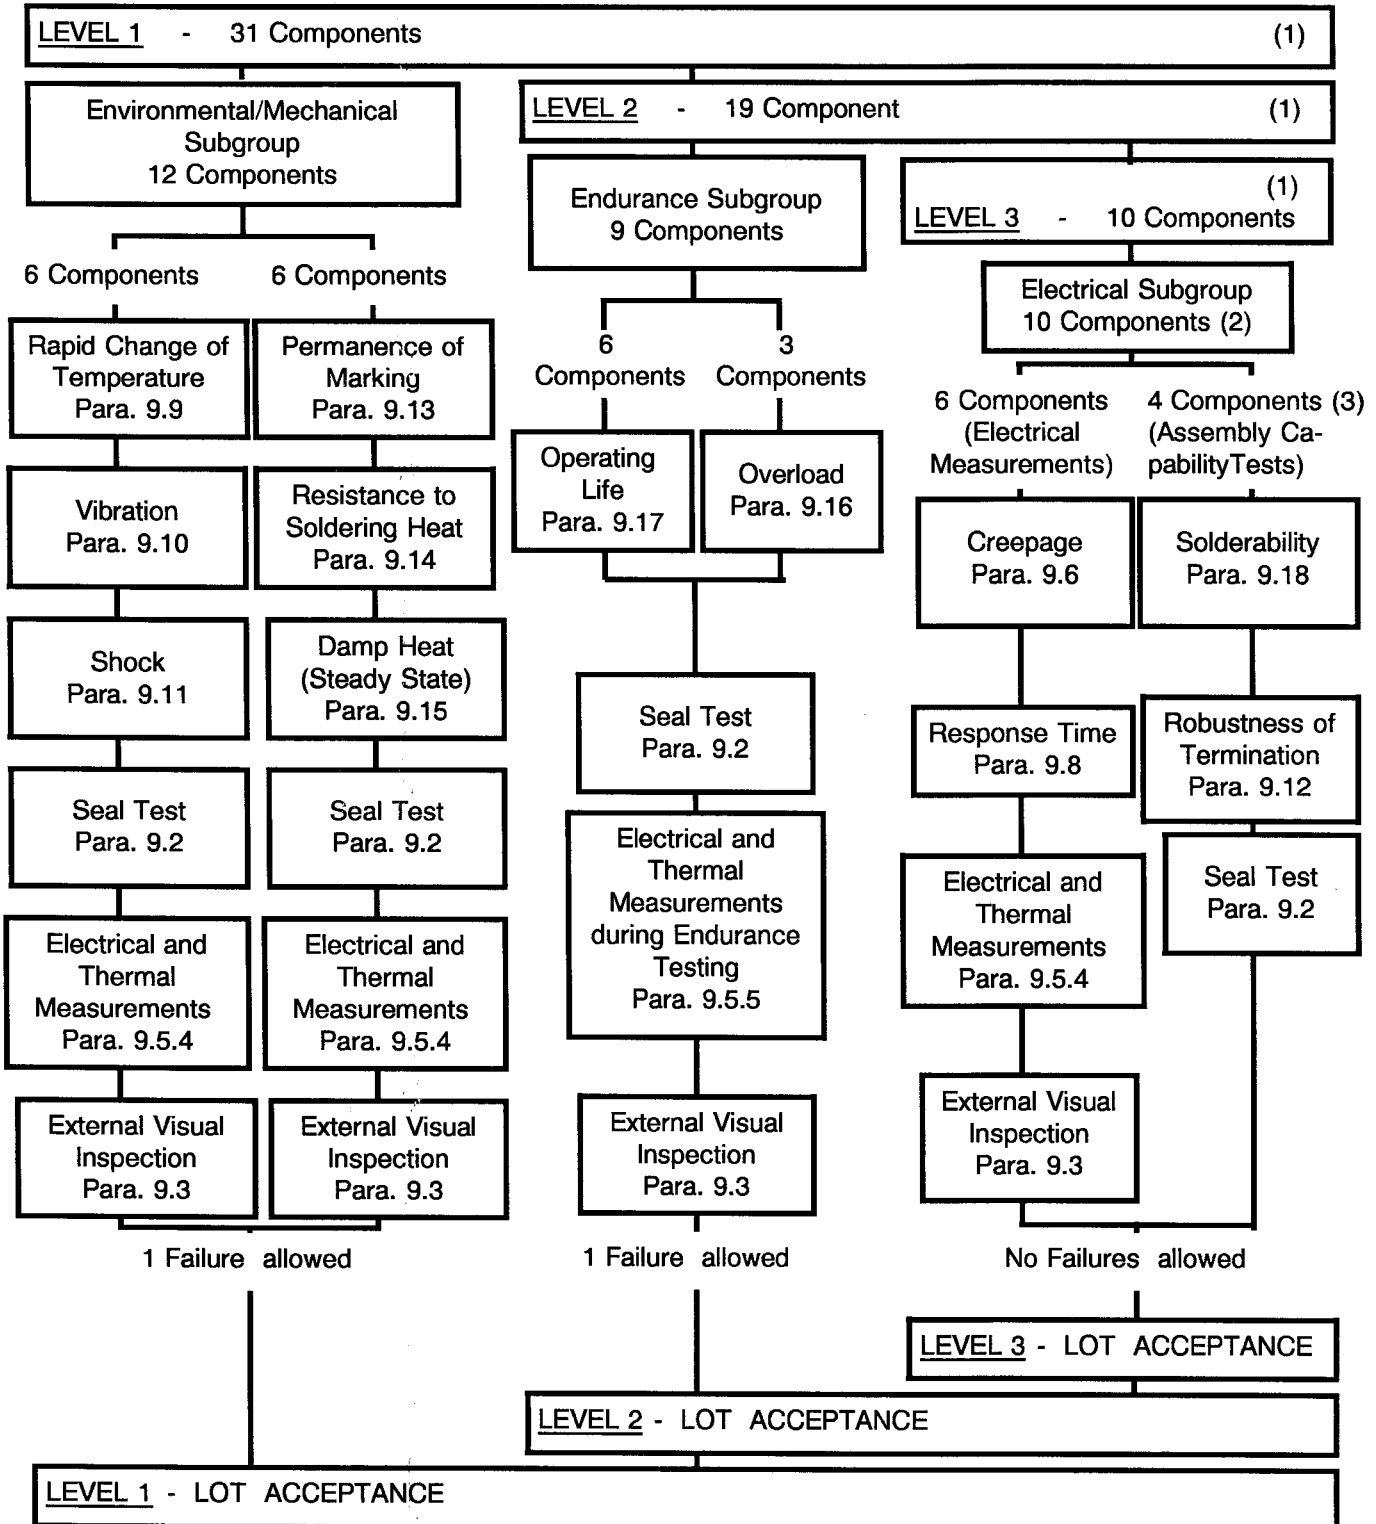 LEVEL 1 - 31 Components (1)
Environmental/Mechanical
Subgroup
12 Components
LEVEL 2 - 19 Component (1)
Endurance Subgroup
9 Components
(1)
LEVEL 3 - 10 Components
Electrical Subgroup
10 Components (2)
6 Components
6 Components
6
Components
3
Components
6 Components
(Electrical
Measurements)
4 Components (3)
(Assembly Ca-
pabilityTests)
Rapid Change of
Temperature
Para. 9.9
Vibration
Para. 9.10
Shock
Para. 9.11
Seal Test
Para. 9.2
Electrical and
Thermal
Measurements
Para. 9.5.4
External Visual
Inspection
Para. 9.3
Permanence of
Marking
Para. 9.13
Resistance to
Soldering Heat
Para. 9.14
Damp Heat
(Steady State)
Para. 9.15
Seal Test
Para. 9.2
Electrical and
Thermal
Measurements
Para. 9.5.4
External Visual
Inspection
Para. 9.3
1 Failure allowed
Operating
Life
Para. 9.17
Overload
Para. 9.16
Seal Test
Para. 9.2
Electrical and
Thermal
Measurements
during Endurance
Testing
Para. 9.5.5
External Visual
Inspection
Para. 9.3
1 Failure allowed
Creepage
Para. 9.6
Response Time
Para. 9.8
Electrical and
Thermal
Measurements
Para. 9.5.4
External Visual
Inspection
Para. 9.3
Solderability
Para. 9.18
Robustness of
Termination
Para. 9.12
Seal Test
Para. 9.2
No Failures allowed
LEVEL 3 - LOT ACCEPTANCE
LEVEL 2 - LOT ACCEPTANCE
LEVEL 1 - LOT ACCEPTANCE